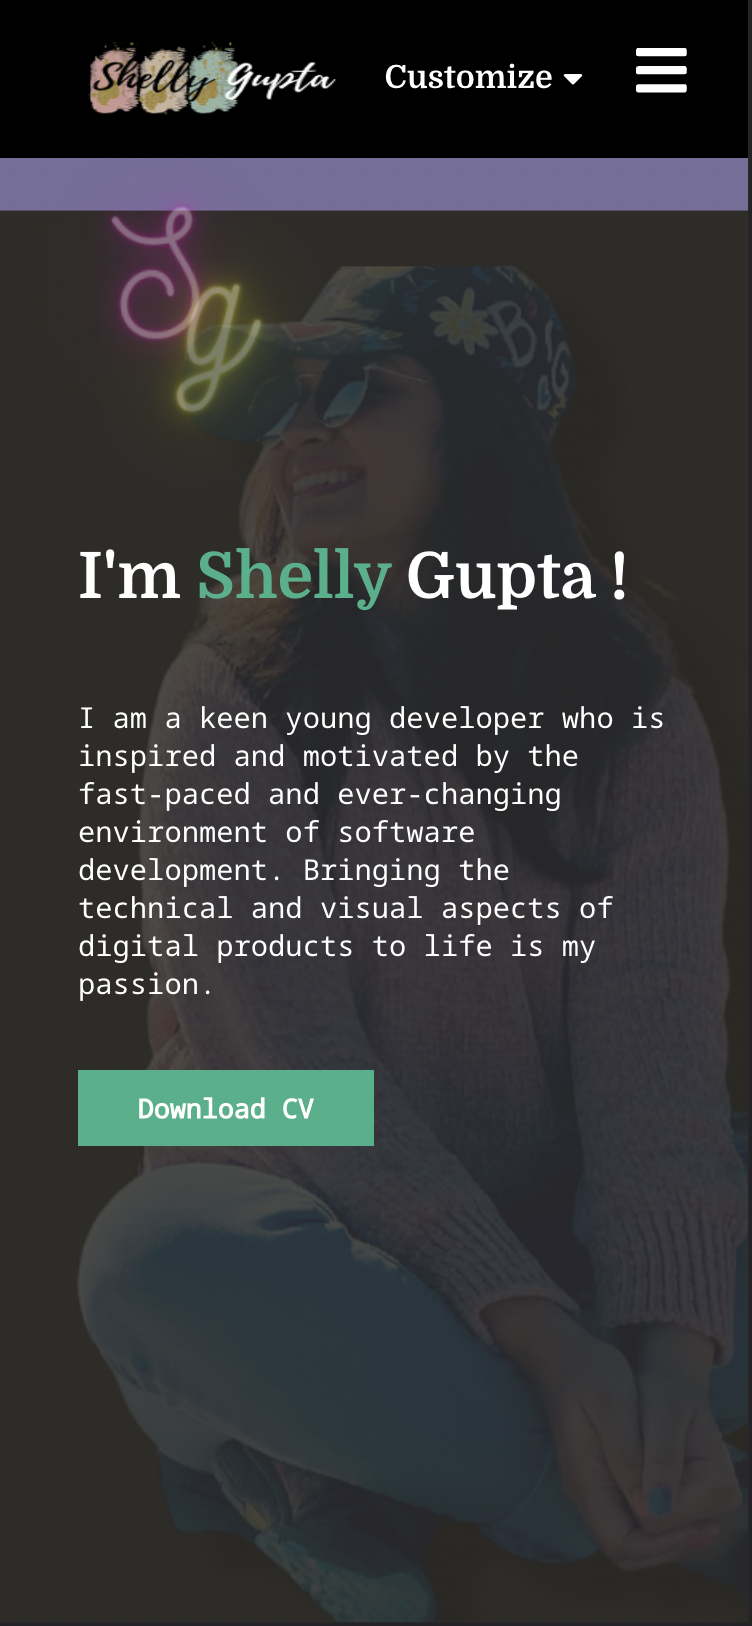 Shelly Gupta
Customize
Sg
BIG
I'm Shelly Gupta !
I am a keen young developer who is
inspired and motivated by the
fast-paced and ever-changing
environment of software
development. Bringing the
technical and visual aspects of
digital products to life is my
passion.
Download CV